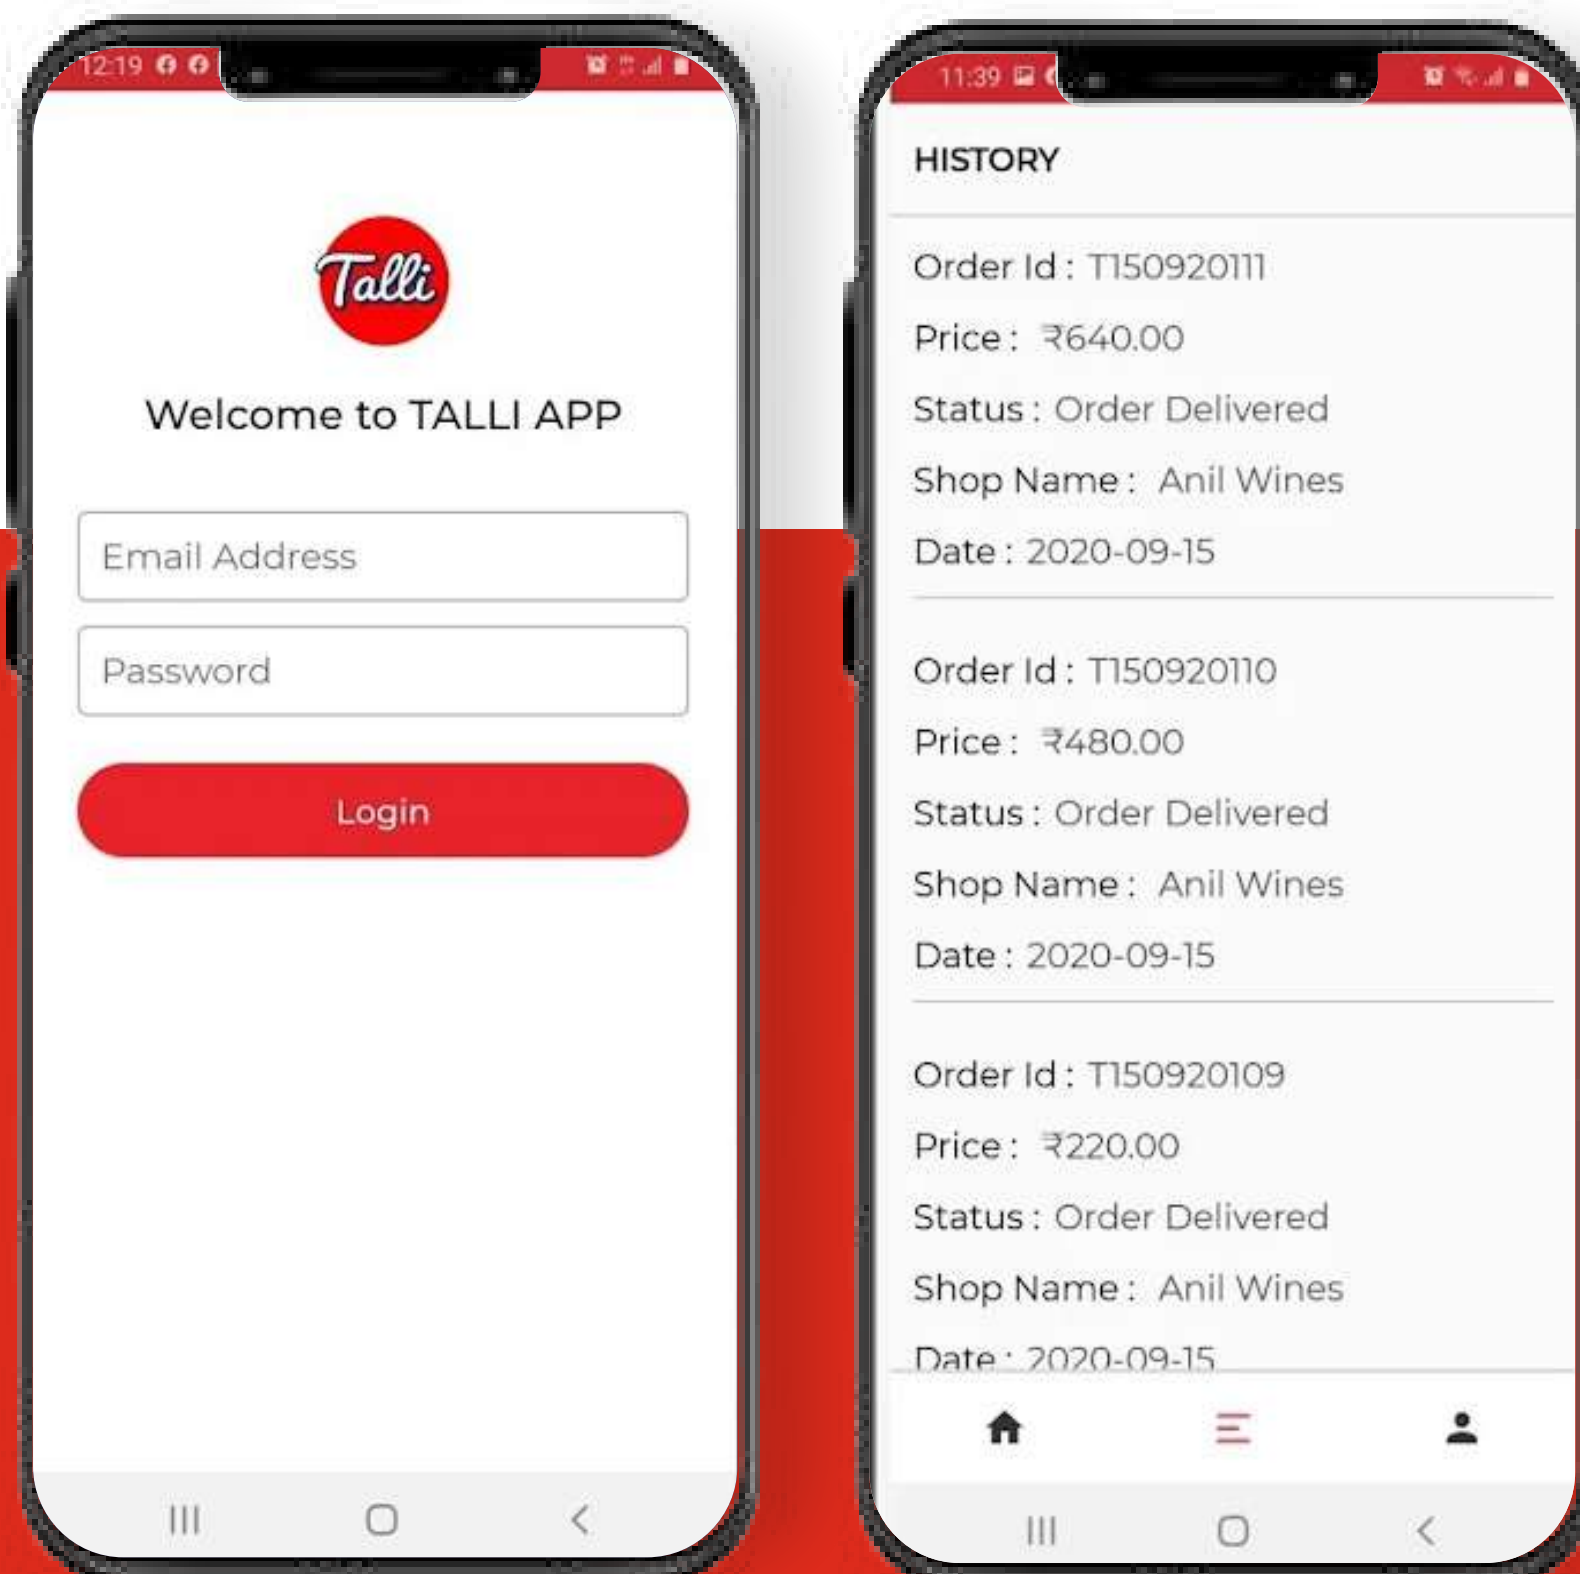 12:19
Talli
Welcome to TALLI APP
Email Address
Password
Login
11:39
HISTORY
Order Id : T150920111
Price : ₹640.00
Status : Order Delivered
Shop Name : Anil Wines
Date : 2020-09-15
Order Id : T150920110
Price : ₹480.00
Status : Order Delivered
Shop Name : Anil Wines
Date : 2020-09-15
Order Id : T150920109
Price : ₹220.00
Status : Order Delivered
Shop Name : Anil Wines
Date : 2020-09-15